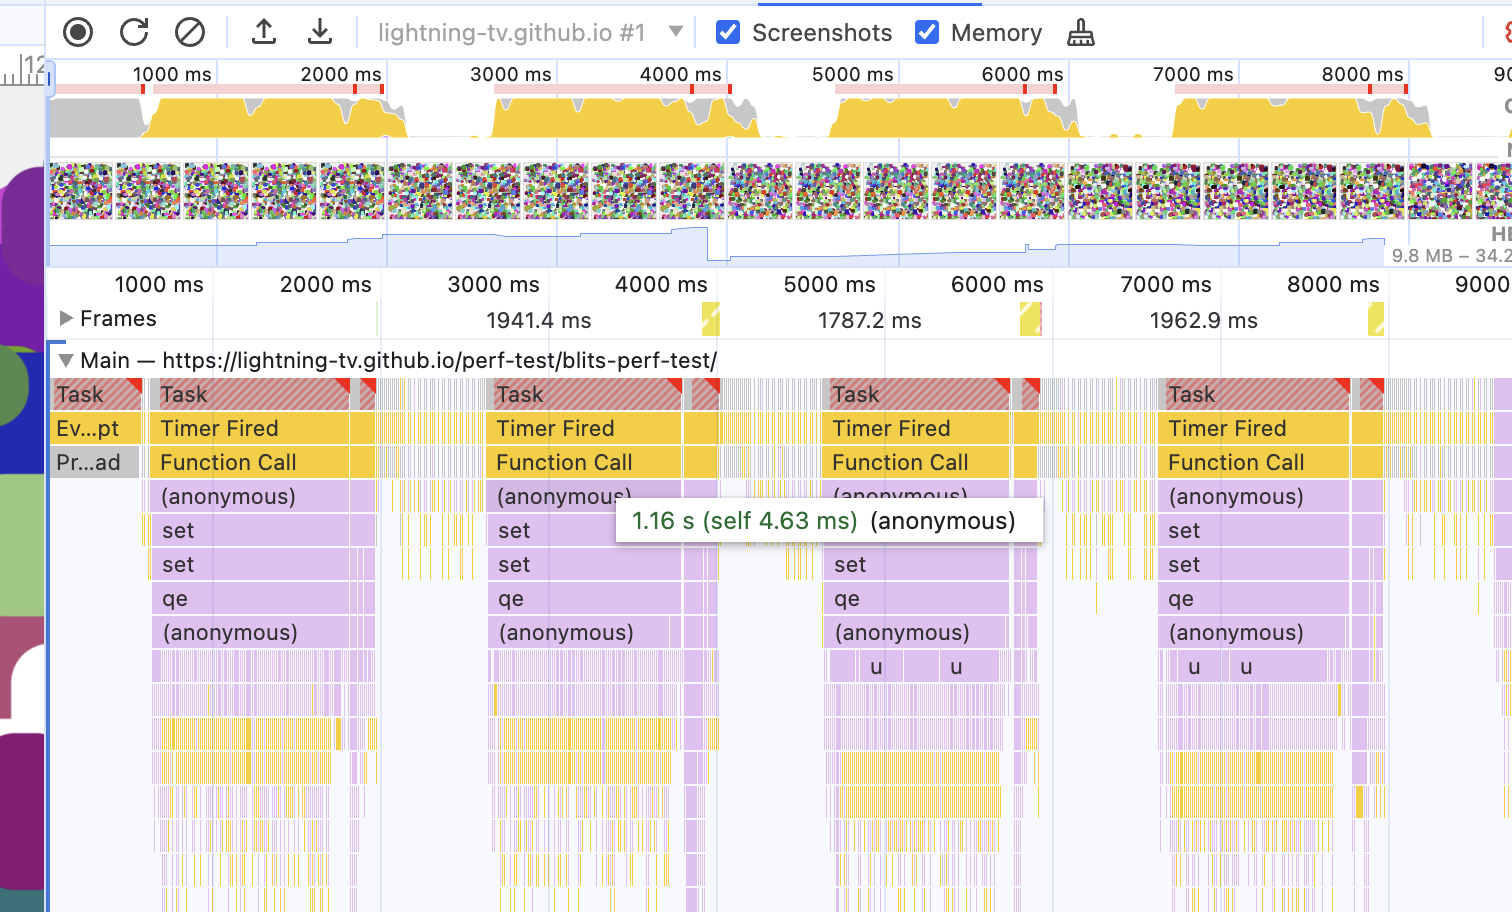 12
lightning-tv.github.io #1 Screenshots Memory
1000 ms 2000 ms 3000 ms 4000 ms 5000 ms 6000 ms 7000 ms 8000 ms
9.8 MB – 34.2
1000 ms 2000 ms 3000 ms 4000 ms 5000 ms 6000 ms 7000 ms 8000 ms 9000
Frames 1941.4 ms 1787.2 ms 1962.9 ms
Main — https://lightning-tv.github.io/perf-test/blits-perf-test/
Task Task Task Task Task
Ev...pt Timer Fired Timer Fired Timer Fired Timer Fired
Pr...ad Function Call Function Call Function Call Function Call
(anonymous) (anonymous) (anonymous) (anonymous)
1.16 s (self 4.63 ms) (anonymous)
set set set
set set set set
qe qe qe qe
(anonymous) (anonymous) (anonymous) (anonymous)
u u u u